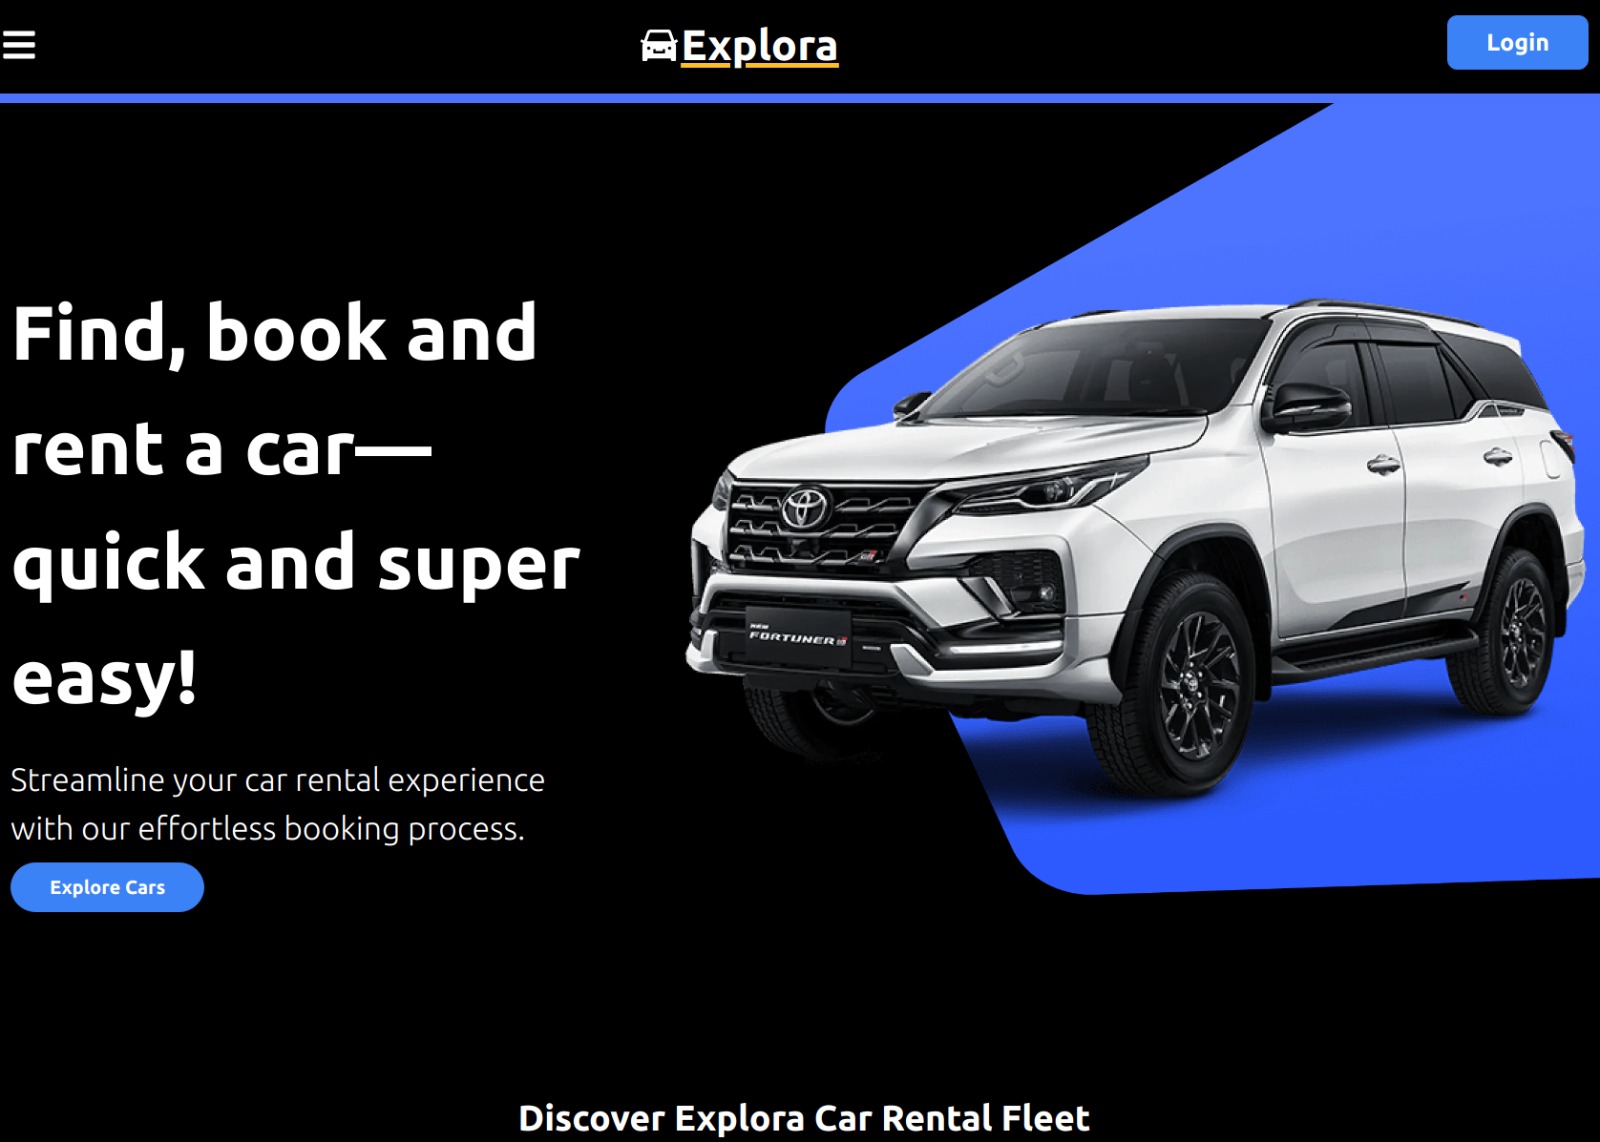 Explora
Login
Find, book and
rent a car—
quick and super
easy!
NEW
FORTUNER
Streamline your car rental experience
with our effortless booking process.
Explore Cars
Discover Explora Car Rental Fleet